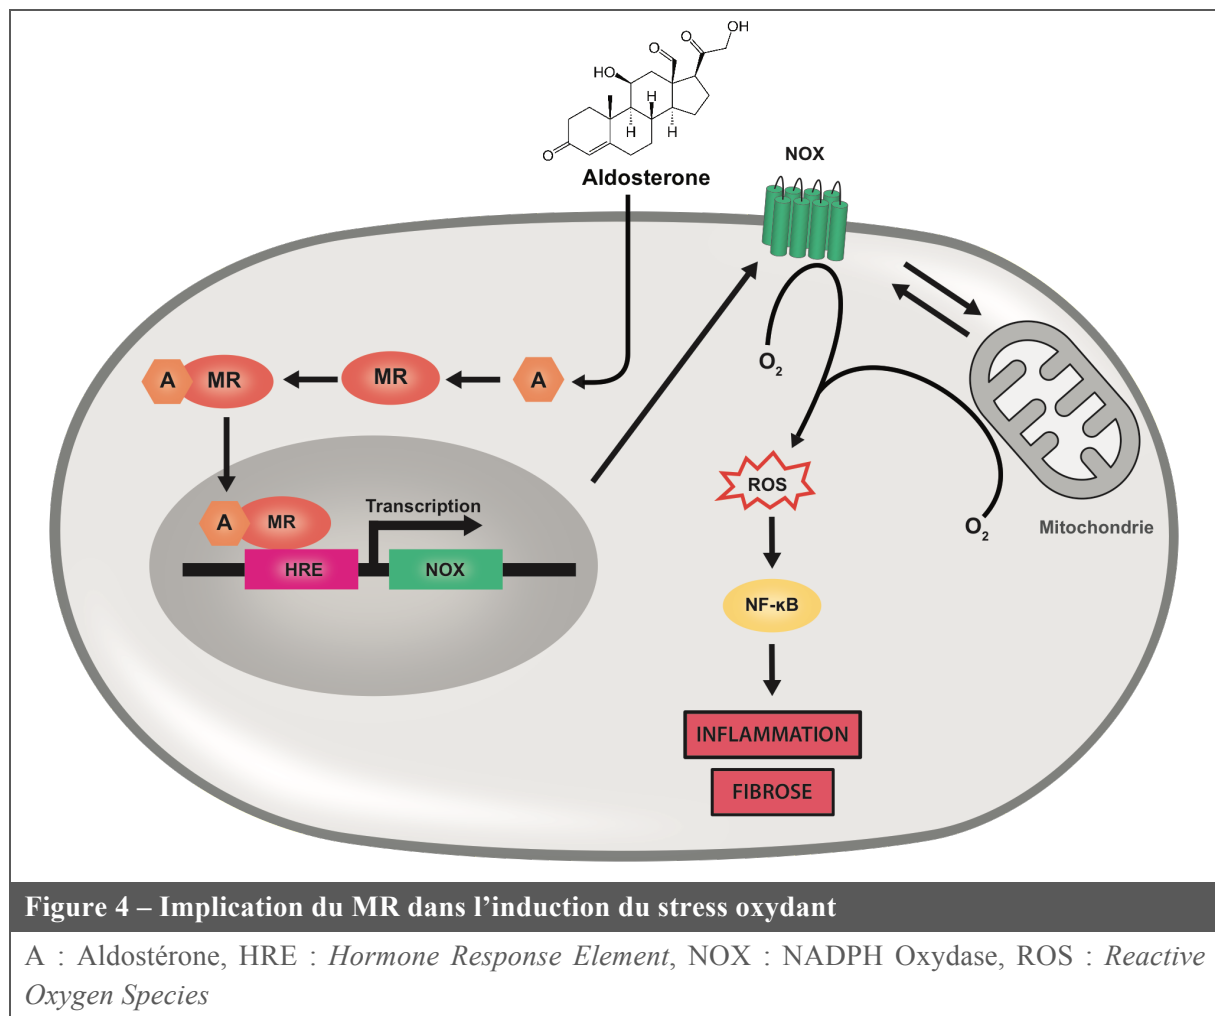 OH
O
O
HO
H
H
H
O
Aldosterone
NOX
O2
A MR
MR
A
ROS
O2
Mitochondrie
A MR
Transcription
HRE
NOX
NF-κB
INFLAMMATION
FIBROSE
Figure 4 – Implication du MR dans l’induction du stress oxydant
A : Aldostérone, HRE : Hormone Response Element, NOX : NADPH Oxydase, ROS : Reactive
Oxygen Species